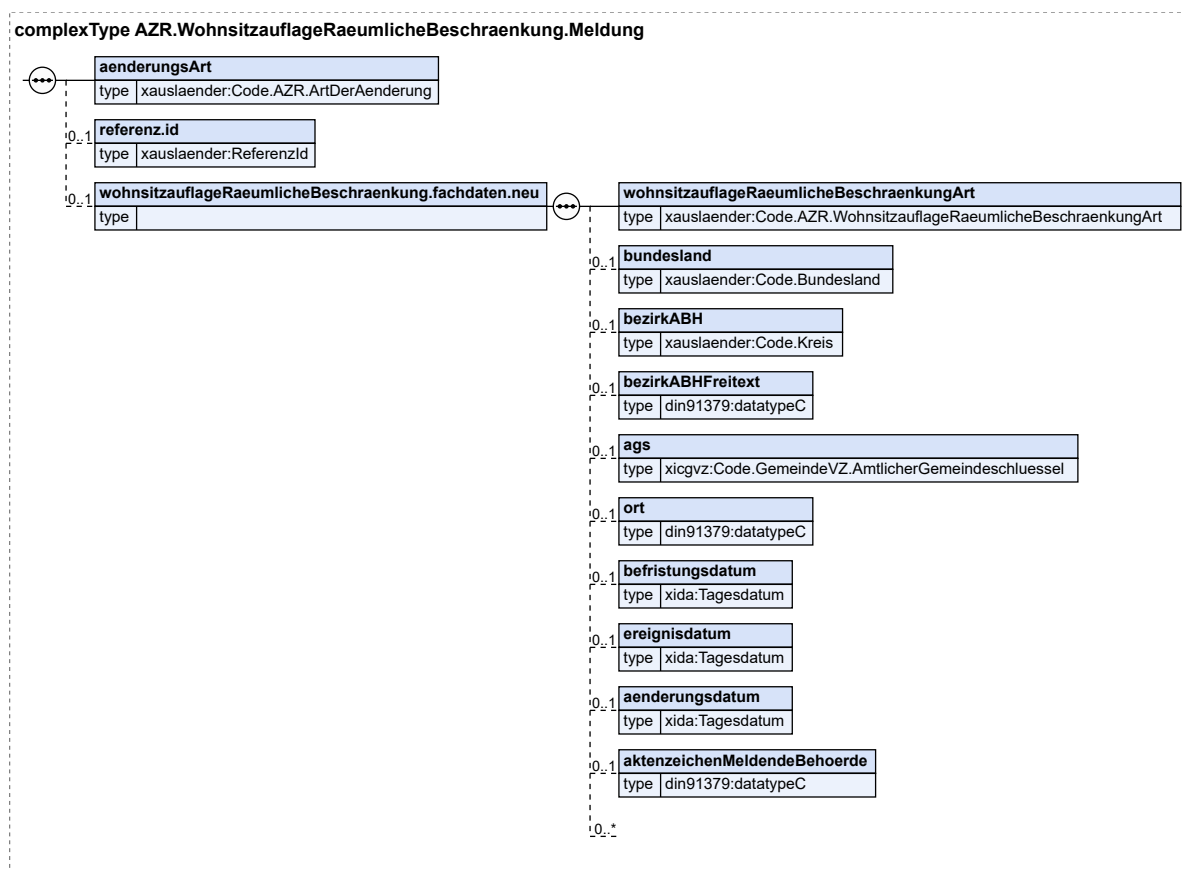 complexType AZR.WohnsitzauflageRaeumlicheBeschraenkung.Meldung
aenderungsArt
type xauslaender:Code.AZR.ArtDerAenderung
0..1 referenz.id
type xauslaender:ReferenzId
0..1 wohnsitzauflageRaeumlicheBeschraenkung.fachdaten.neu
type
wohnsitzauflageRaeumlicheBeschraenkungArt
type xauslaender:Code.AZR.WohnsitzauflageRaeumlicheBeschraenkungArt
0..1 bundesland
type xauslaender:Code.Bundesland
0..1 bezirkABH
type xauslaender:Code.Kreis
0..1 bezirkABHFreitext
type din91379:datatypeC
0..1 ags
type xicgvz:Code.GemeindeVZ.AmtlicherGemeindeschluessel
0..1 ort
type din91379:datatypeC
0..1 befristungsdatum
type xida:Tagesdatum
0..1 ereignisdatum
type xida:Tagesdatum
0..1 aenderungsdatum
type xida:Tagesdatum
0..1 aktenzeichenMeldendeBehoerde
type din91379:datatypeC
0..*